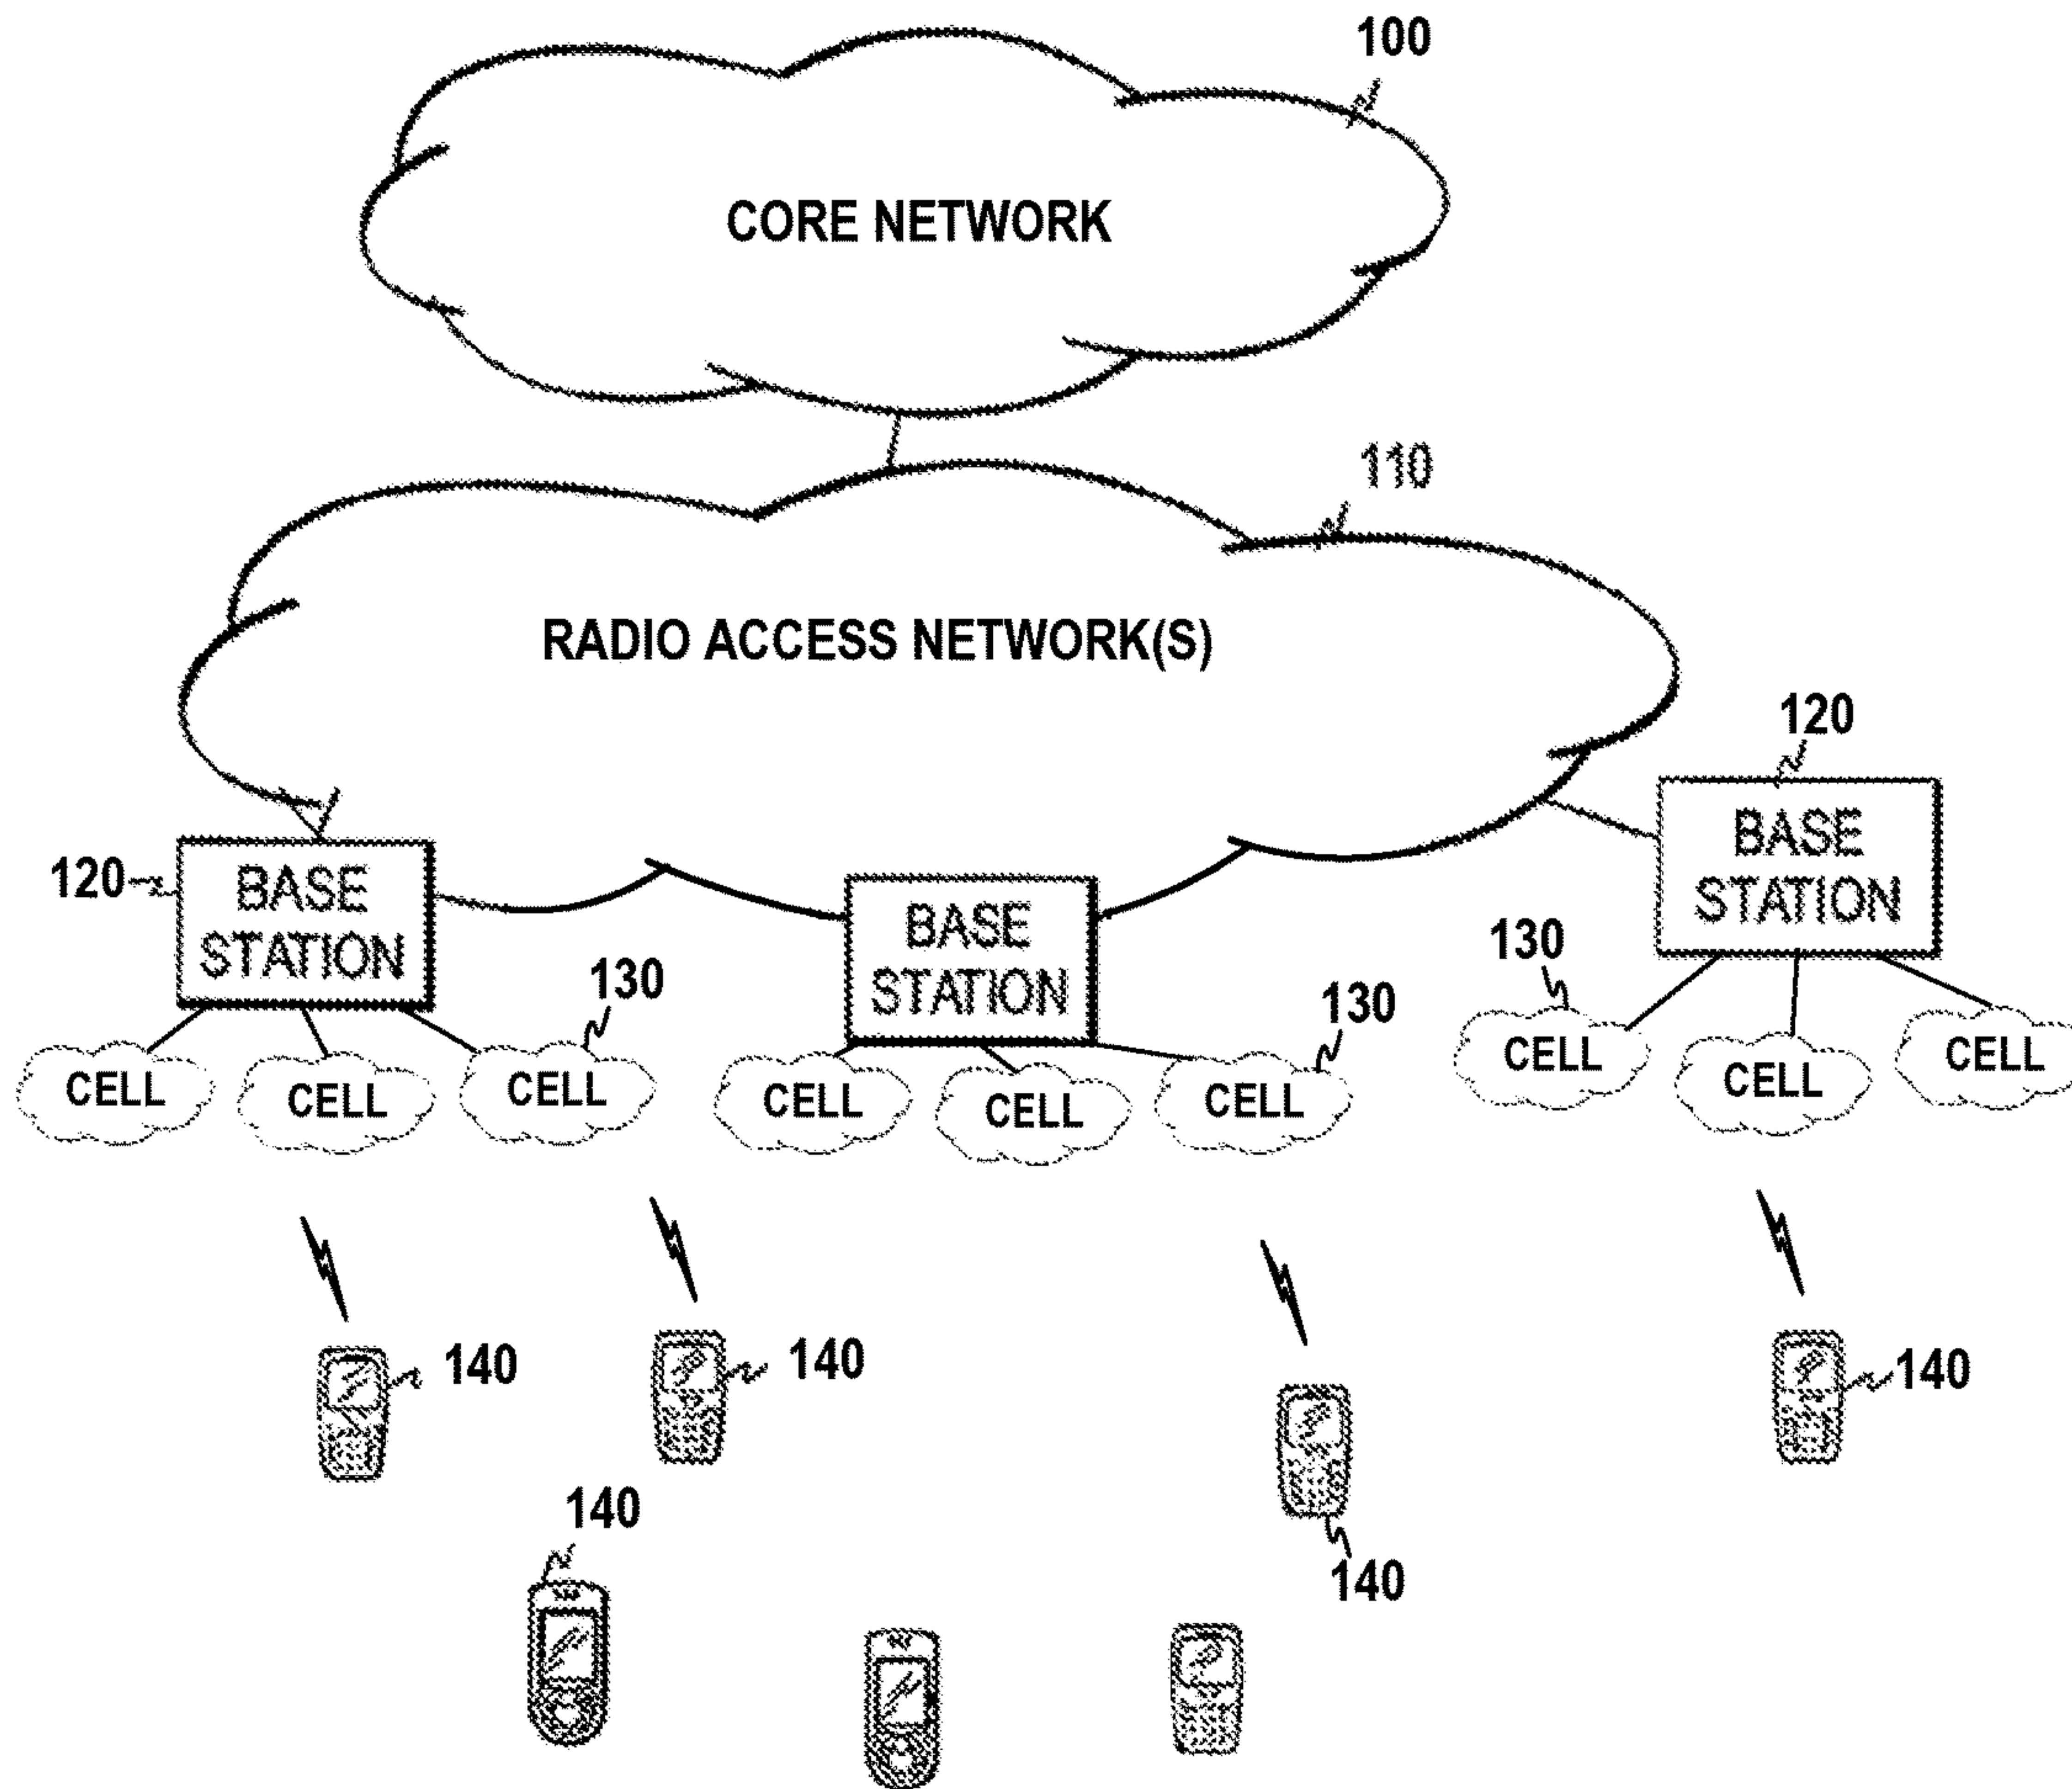 100
CORE NETWORK
110
RADIO ACCESS NETWORK(S)
120
BASE
STATION
120
BASE
STATION
BASE
STATION
130
130
130
CELL
CELL
CELL
CELL
CELL
CELL
CELL
CELL
CELL
140
140
140
140
140